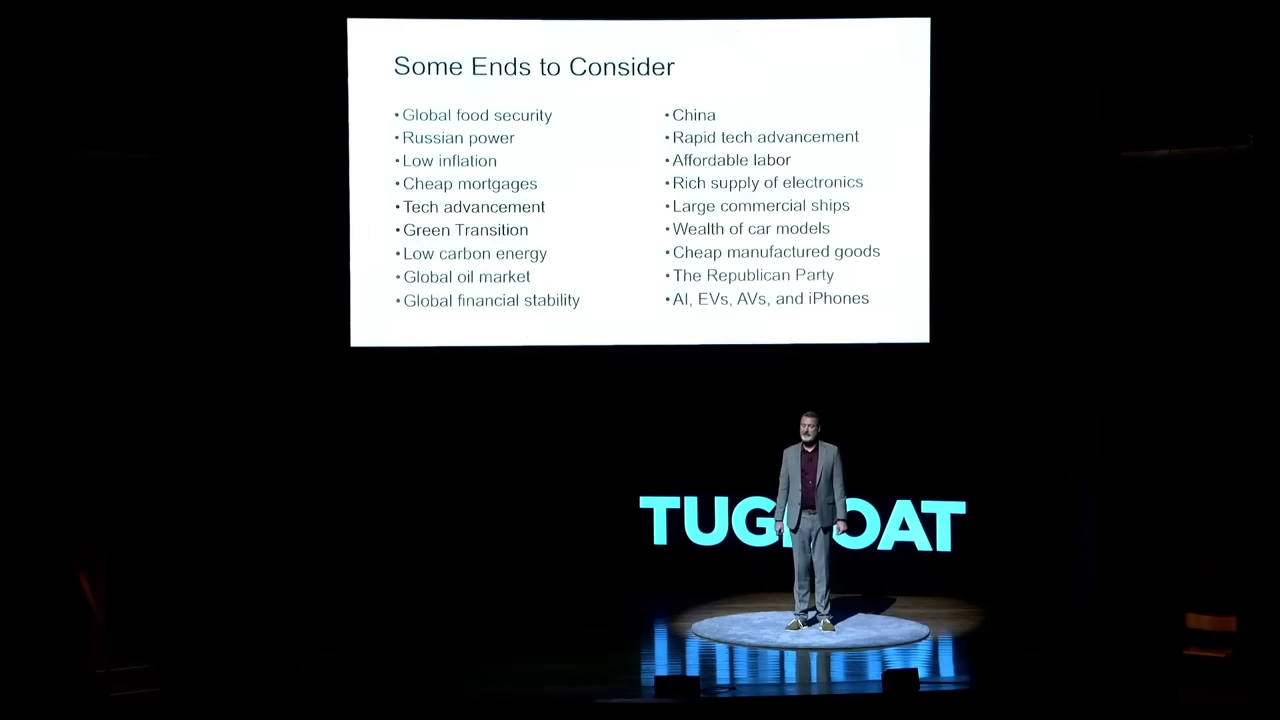 Some Ends to Consider
•Global food security
•Russian power
•Low inflation
•Cheap mortgages
•Tech advancement
•Green Transition
•Low carbon energy
•Global oil market
•Global financial stability
•China
•Rapid tech advancement
•Affordable labor
•Rich supply of electronics
•Large commercial ships
•Wealth of car models
•Cheap manufactured goods
•The Republican Party
•AI, EVs, AVs, and iPhones
TUGBOAT